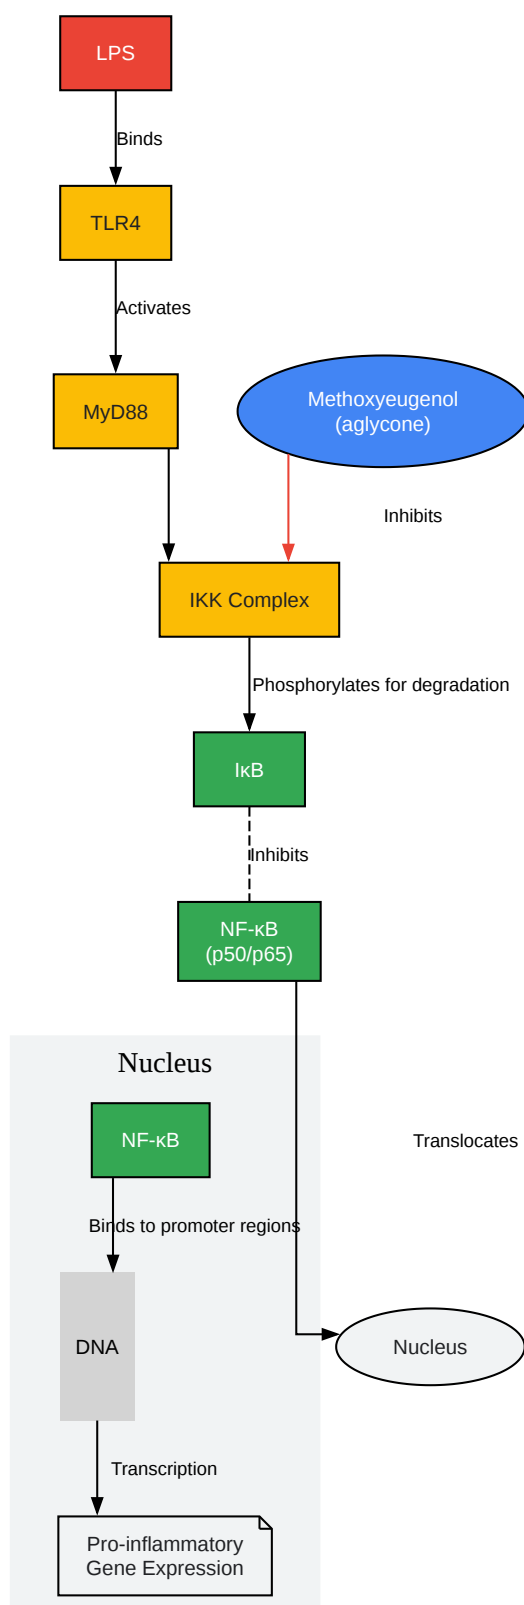 LPS
Binds
TLR4
Activates
MyD88
Methoxyeugenol
(aglycone)
Inhibits
IKK Complex
Phosphorylates for degradation
IκB
Inhibits
NF-κB
(p50/p65)
Nucleus
NF-κB
Translocates
Binds to promoter regions
DNA
Nucleus
Transcription
Pro-inflammatory
Gene Expression